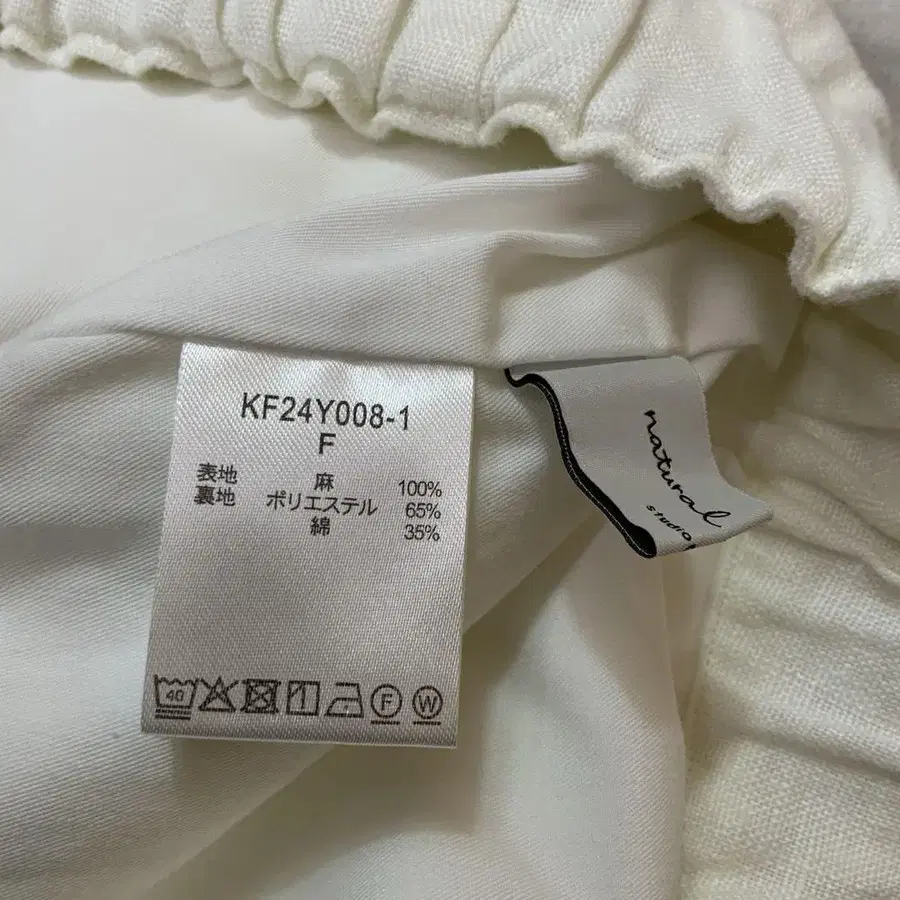 KF24Y008-1
F
表地 麻 100%
裏地 ポリエステル 65%
綿 35%
40 F W
natural
studio